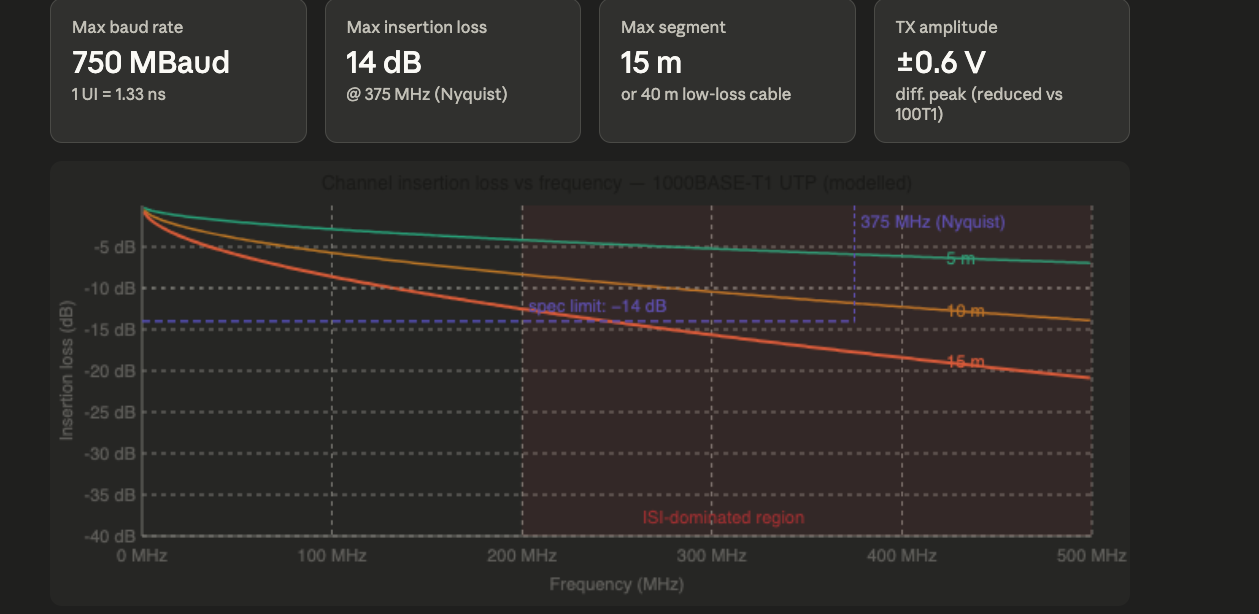 Max baud rate
750 MBaud
1 UI = 1.33 ns
Max insertion loss
14 dB
@ 375 MHz (Nyquist)
Max segment
15 m
or 40 m low-loss cable
TX amplitude
±0.6 V
diff. peak (reduced vs
100T1)
Channel insertion loss vs frequency — 1000BASE-T1 UTP (modelled)
375 MHz (Nyquist)
-5 dB
5 m
-10 dB
spec limit: −14 dB
10 m
-15 dB
15 m
-20 dB
-25 dB
-30 dB
-35 dB
ISI-dominated region
-40 dB
Insertion loss (dB)
0 MHz
100 MHz
200 MHz
300 MHz
400 MHz
500 MHz
Frequency (MHz)